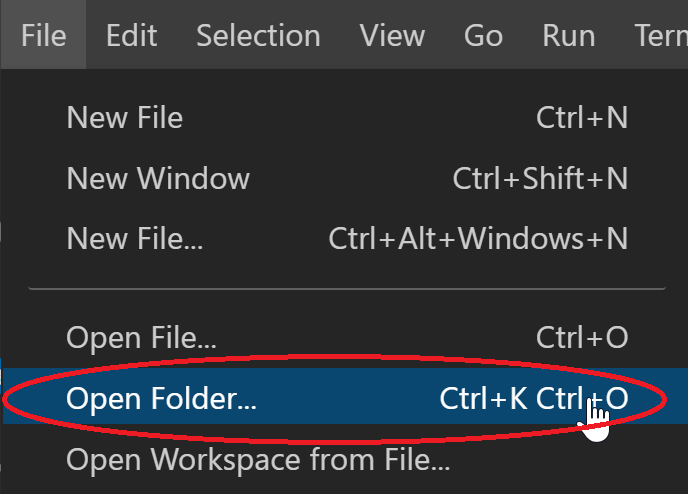 File Edit Selection View Go Run
New File Ctrl+N
New Window Ctrl+Shift+N
New File... Ctrl+Alt+Windows+N
Open File... Ctrl+O
Open Folder... Ctrl+K Ctrl+O
Open Workspace from File...